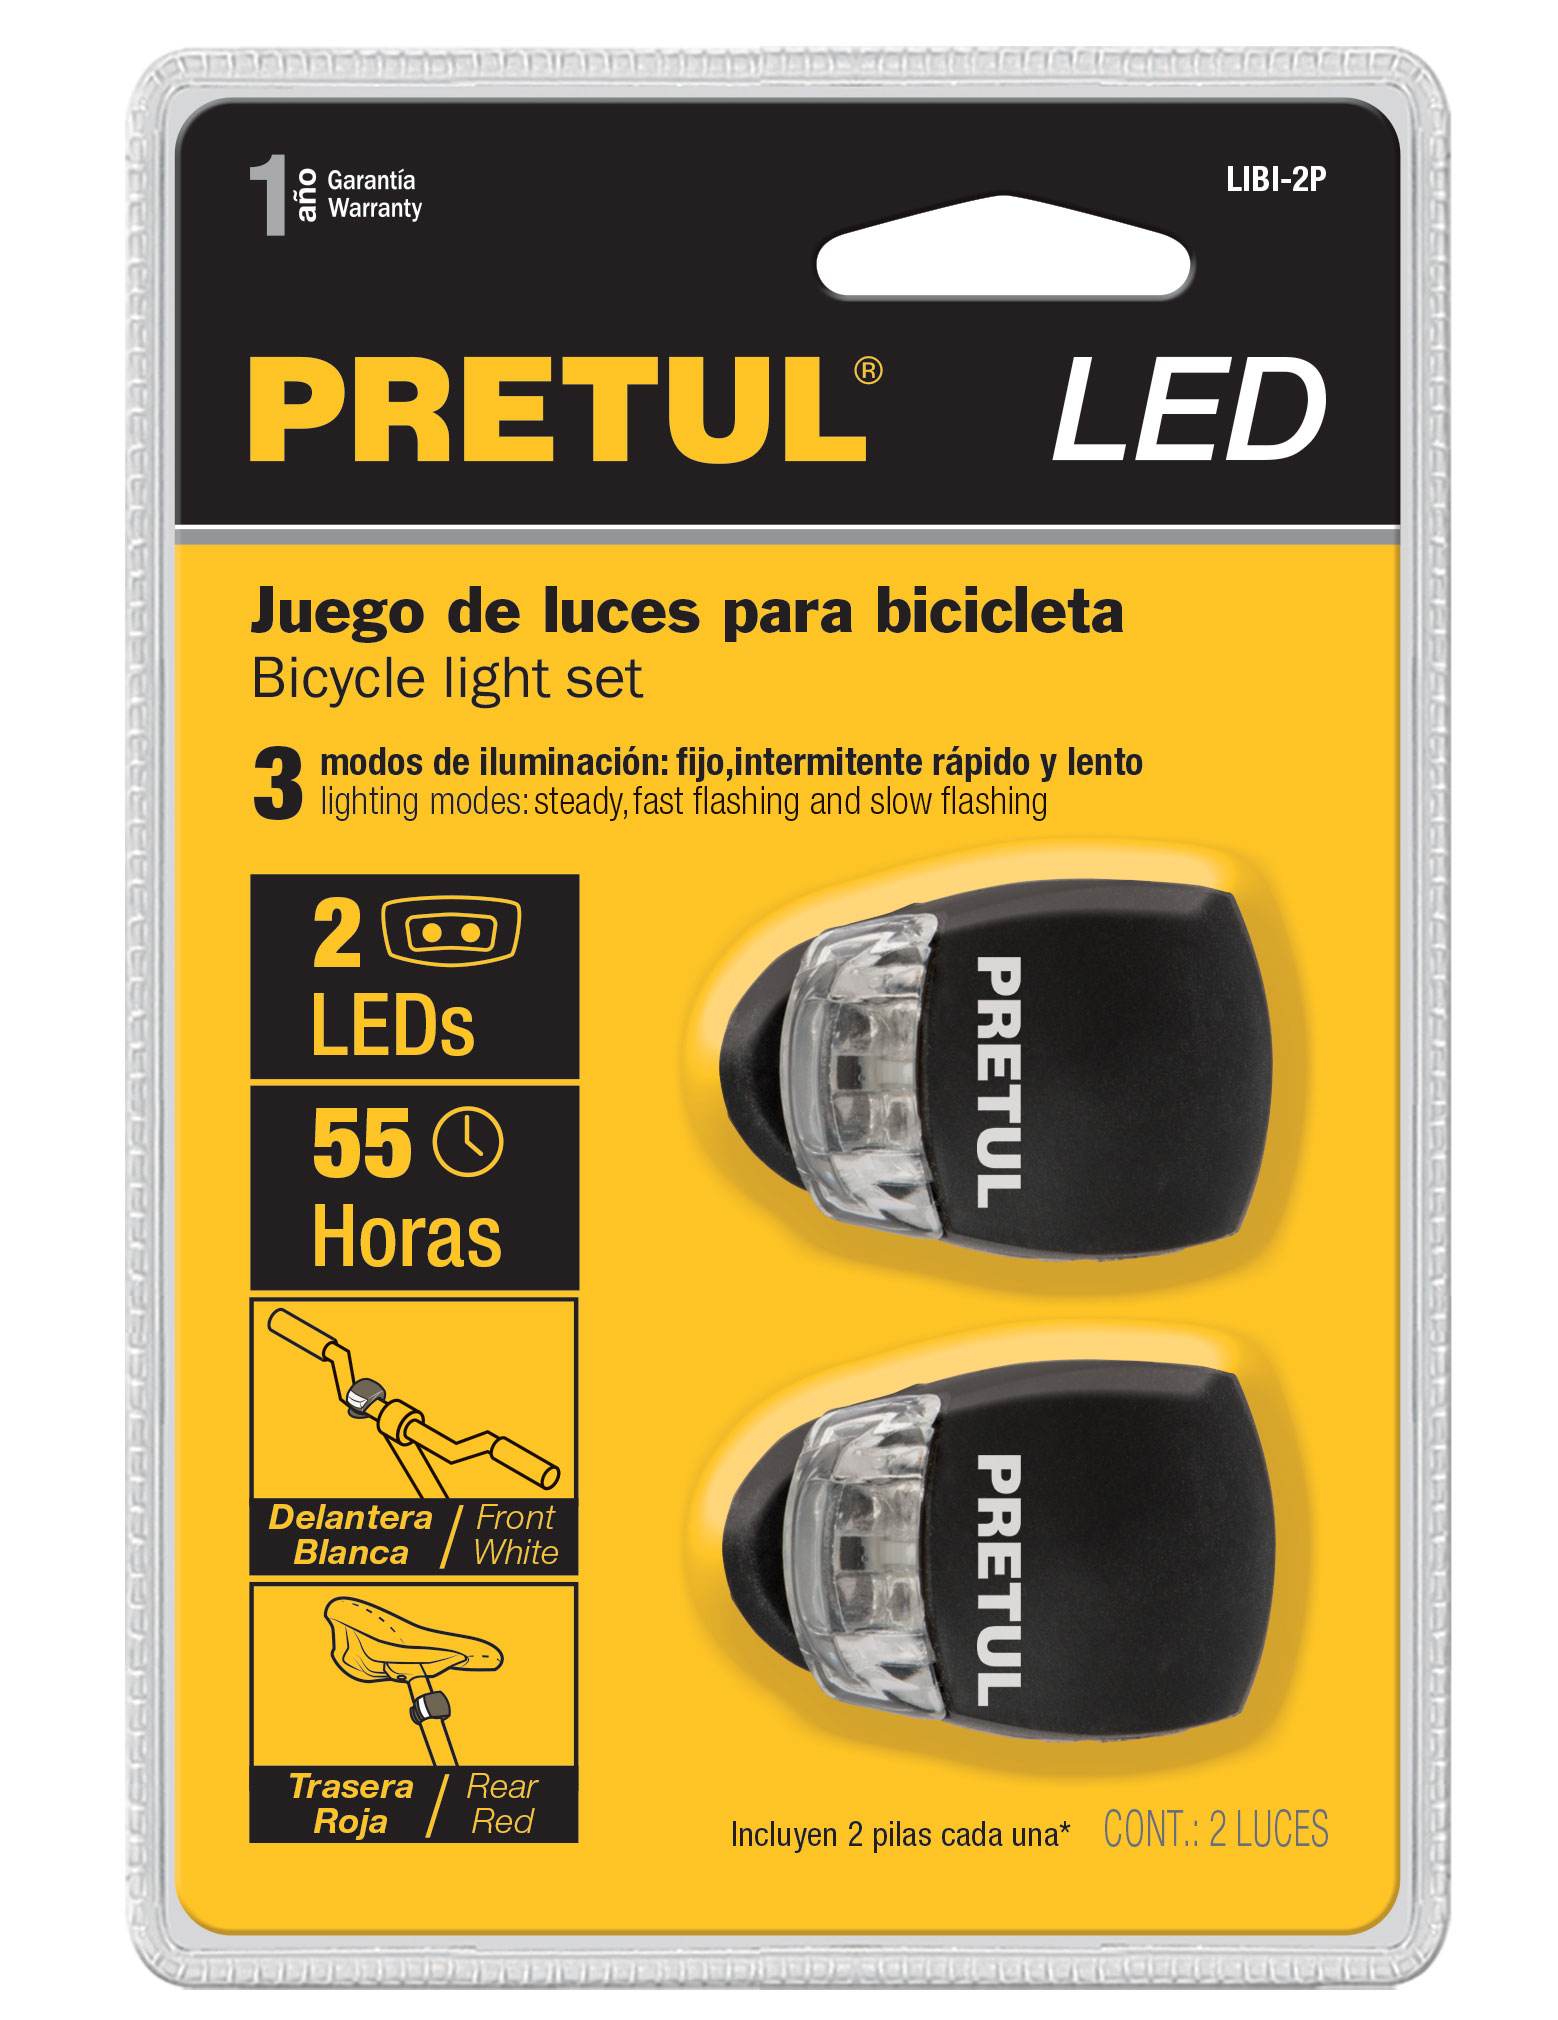 1 año Garantía
Warranty
LIBI-2P
PRETUL®
LED
Juego de luces para bicicleta
Bicycle light set
3 modos de iluminación: fijo,intermitente rápido y lento
lighting modes: steady, fast flashing and slow flashing
2
LEDs
55
Horas
Delantera / Front
Blanca White
Trasera / Rear
Roja Red
PRETUL
PRETUL
Incluyen 2 pilas cada una*
CONT.: 2 LUCES